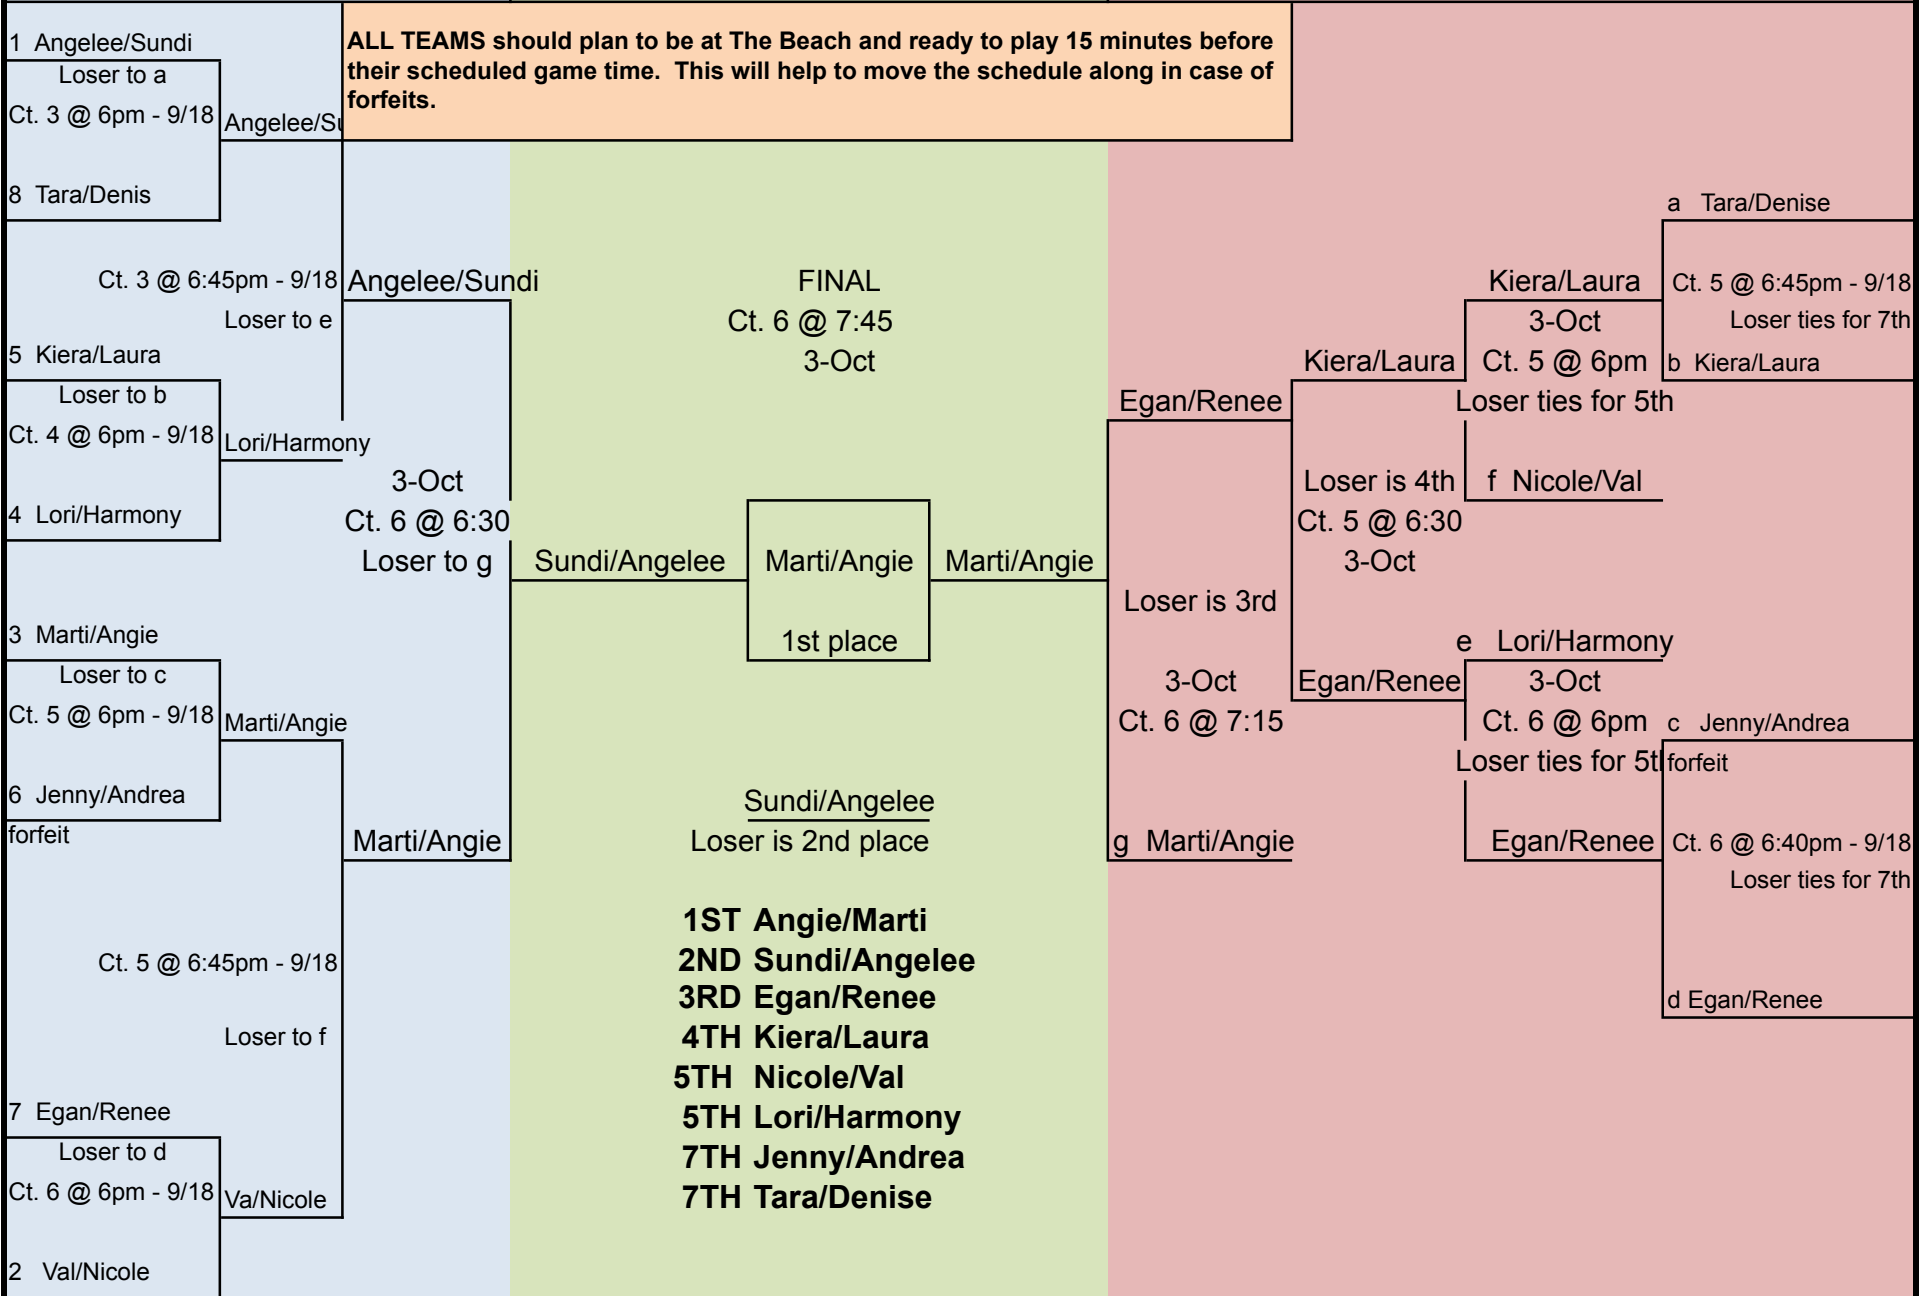 1 Angelee/Sundi
Loser to a
Ct. 3 @ 6pm - 9/18
Angelee/Su
8 Tara/Denis
Ct. 3 @ 6:45pm - 9/18
Angelee/Sundi
Loser to e
5 Kiera/Laura
Loser to b
Ct. 4 @ 6pm - 9/18
Lori/Harmony
4 Lori/Harmony
3-Oct
Ct. 6 @ 6:30
Loser to g
3 Marti/Angie
Loser to c
Ct. 5 @ 6pm - 9/18
Marti/Angie
6 Jenny/Andrea
forfeit
Marti/Angie
Ct. 5 @ 6:45pm - 9/18
Loser to f
7 Egan/Renee
Loser to d
Ct. 6 @ 6pm - 9/18
Va/Nicole
2 Val/Nicole
ALL TEAMS should plan to be at The Beach and ready to play 15 minutes before
their scheduled game time. This will help to move the schedule along in case of
forfeits.
FINAL
Ct. 6 @ 7:45
3-Oct
Sundi/Angelee
Marti/Angie
Marti/Angie
1st place
Sundi/Angelee
Loser is 2nd place
1ST Angie/Marti
2ND Sundi/Angelee
3RD Egan/Renee
4TH Kiera/Laura
5TH Nicole/Val
5TH Lori/Harmony
7TH Jenny/Andrea
7TH Tara/Denise
Egan/Renee
Loser is 3rd
3-Oct
Ct. 6 @ 7:15
g Marti/Angie
Kiera/Laura
Loser is 4th
Ct. 5 @ 6:30
3-Oct
Egan/Renee
Kiera/Laura
3-Oct
Ct. 5 @ 6pm
Loser ties for 5th
f Nicole/Val
e Lori/Harmony
3-Oct
Ct. 6 @ 6pm
Loser ties for 5th
Egan/Renee
a Tara/Denise
Ct. 5 @ 6:45pm - 9/18
Loser ties for 7th
b Kiera/Laura
c Jenny/Andrea
forfeit
Ct. 6 @ 6:40pm - 9/18
Loser ties for 7th
d Egan/Renee